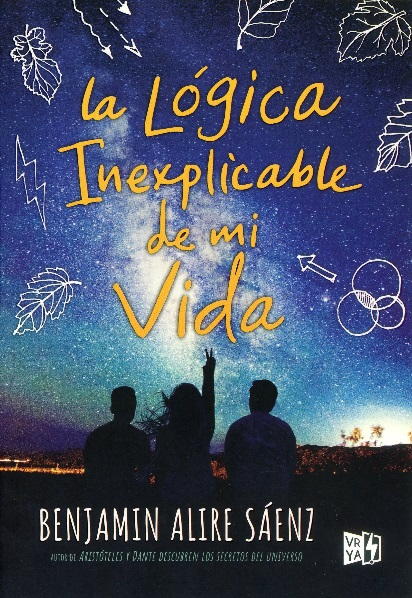 La Lógica
Inexplicable
de mi
Vida
BENJAMIN ALIRE SÁENZ
AUTOR DE ARISTÓTELES Y DANTE DESCUBREN LOS SECRETOS DEL UNIVERSO
VR
YA